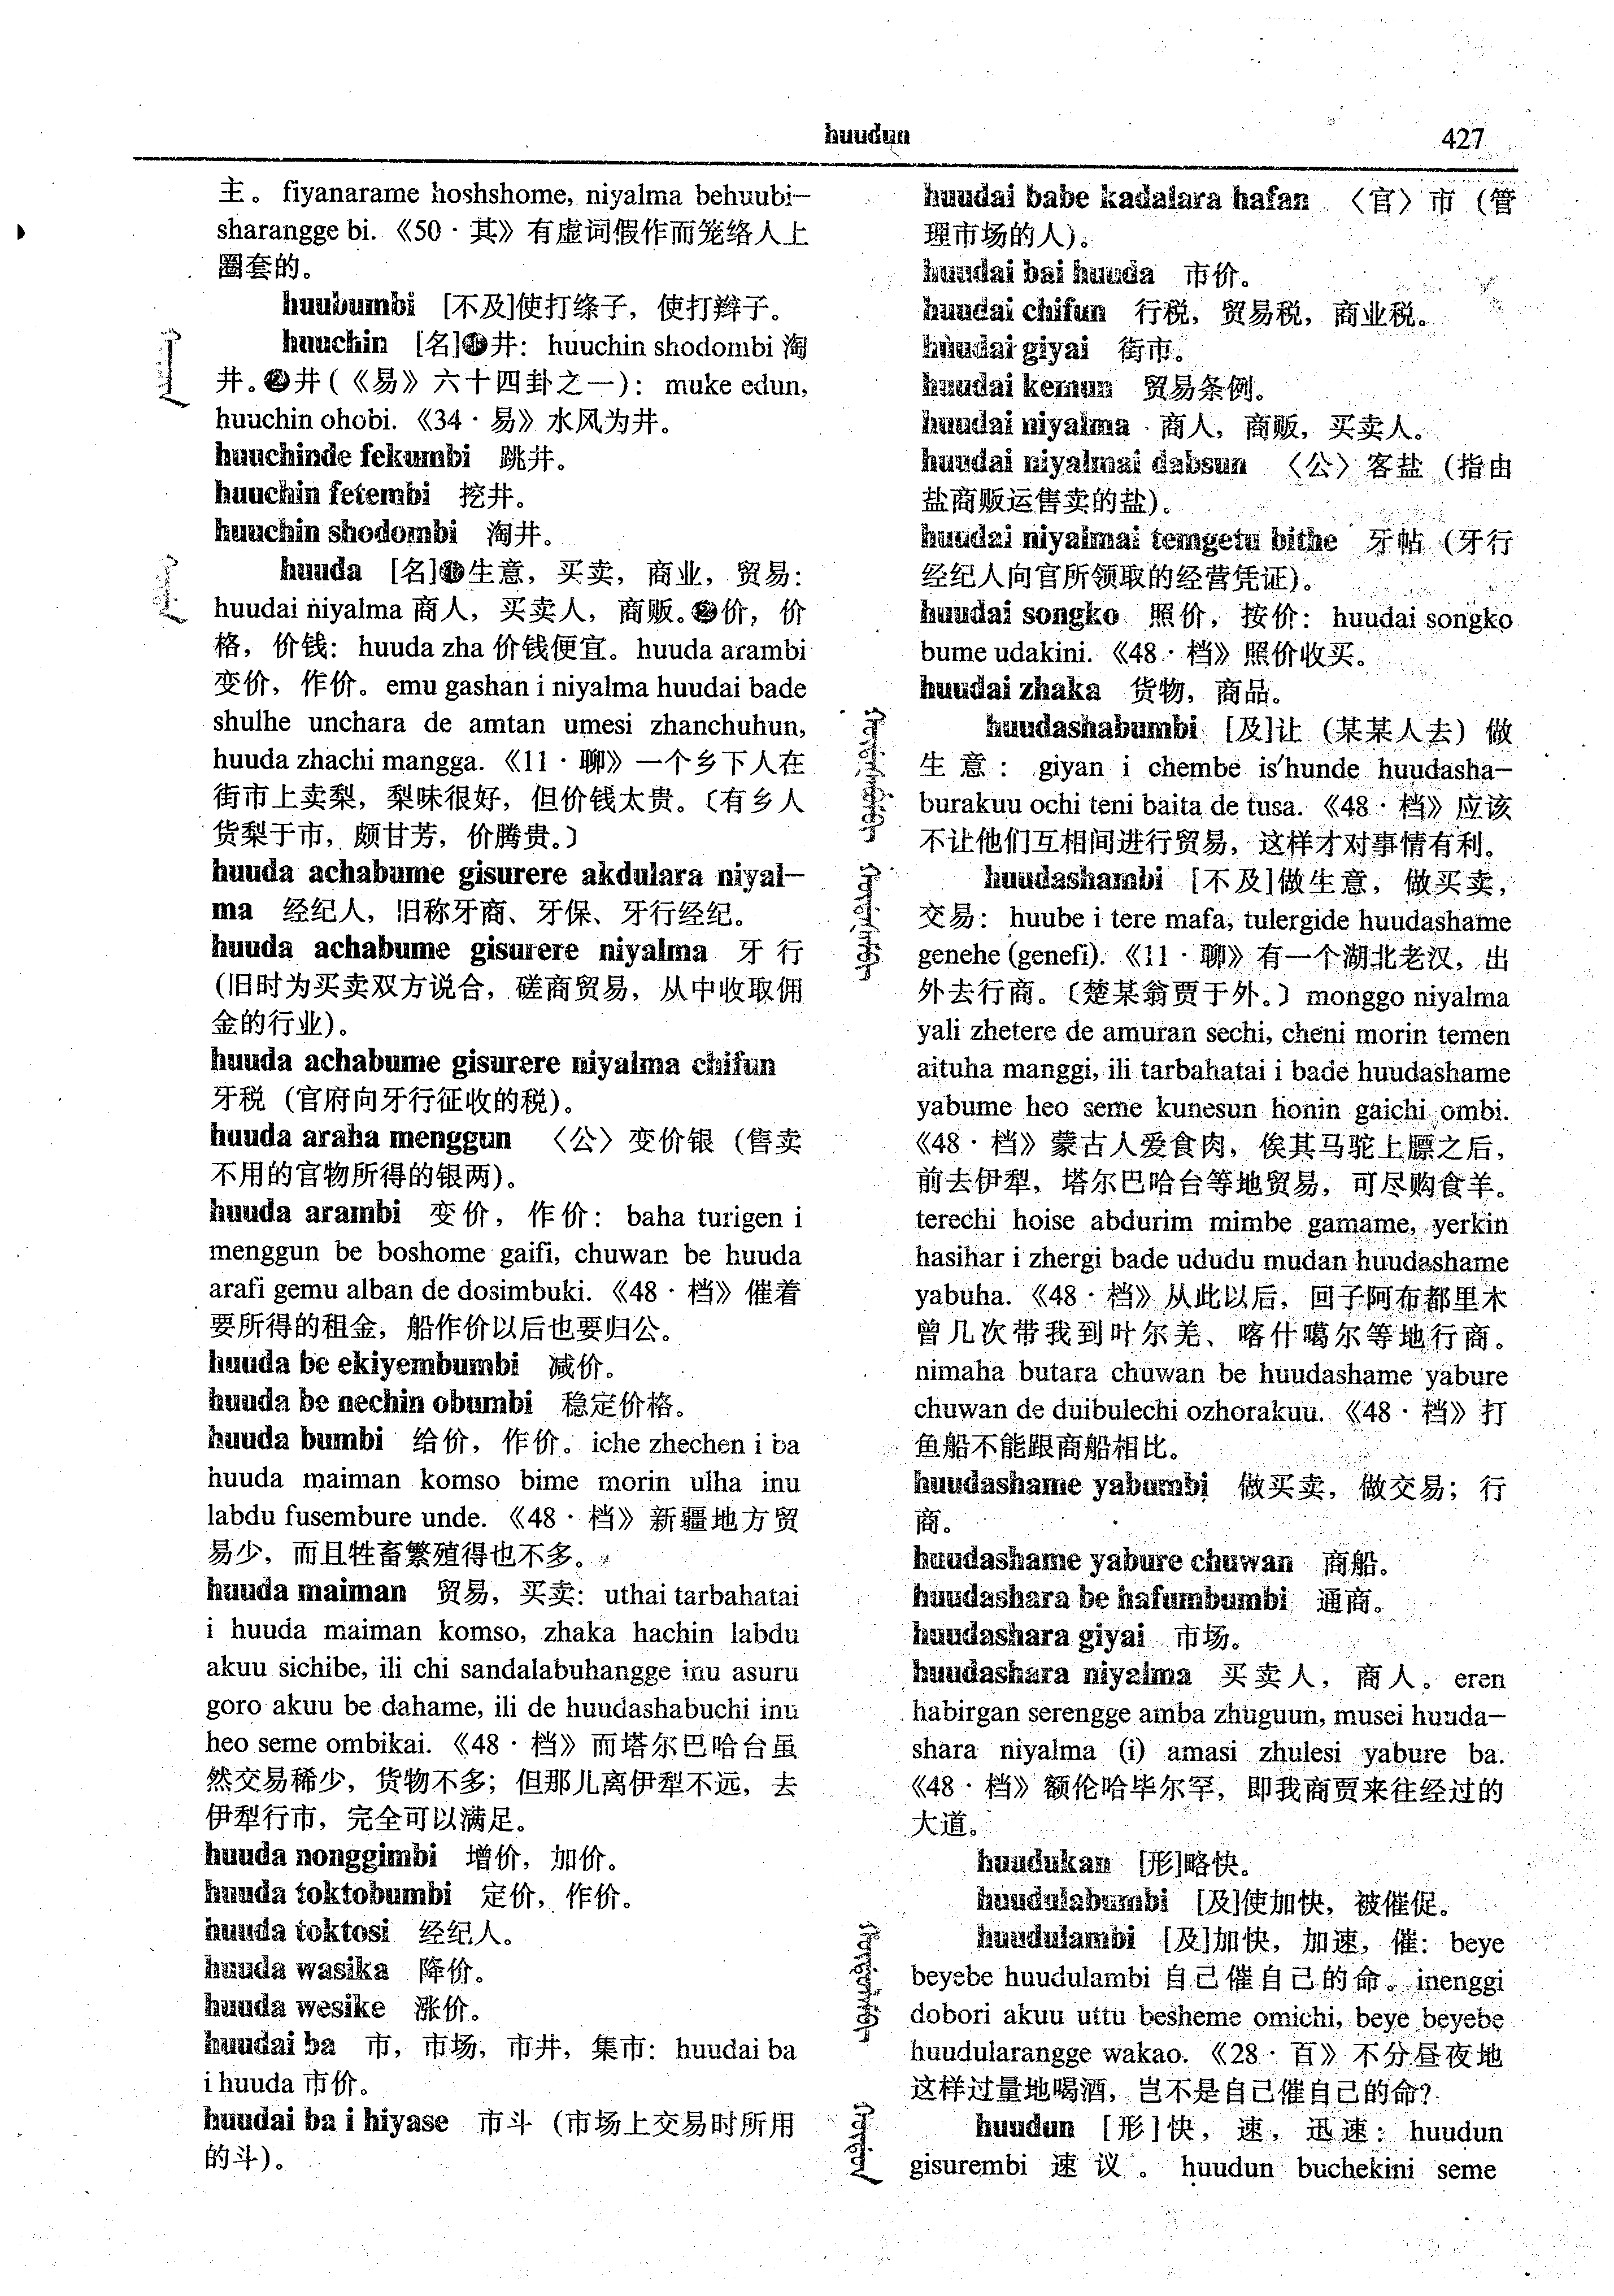 huudun
427
主。fiyanarame hoshshome, niyalma behuubi—
sharangge bi.《50·其》有虚词假作而笼络人上
圈套的。
huubumbi [不及]使打绦子，使打辫子。
huuchin [名]❶井：huuchin shodombi 淘
井。❷井（《易》六十四卦之一）：muke edun,
huuchin ohobi.《34·易》水风为井。
huuchinde fekumbi 跳井。
huuchin fetembi 挖井。
huuchin shodombi 淘井。
huuda [名]❶生意，买卖，商业，贸易：
huudai niyalma 商人，买卖人，商贩。❷价，价
格，价钱：huuda zha 价钱便宜。huuda arambi
变价，作价。emu gashan i niyalma huudai bade
shulhe unchara de amtan umesi zhanchuhun,
huuda zhachi mangga.《11·聊》一个乡下人在
街市上卖梨，梨味很好，但价钱太贵。〔有乡人
货梨于市，颇甘芳，价腾贵。〕
huuda achabume gisurere akdulara niyal—
ma 经纪人，旧称牙商、牙保、牙行经纪。
huuda achabume gisurere niyalma 牙行
（旧时为买卖双方说合，磋商贸易，从中收取佣
金的行业）。
huuda achabume gisurere niyalma chifun
牙税（官府向牙行征收的税）。
huuda araha menggun 〈公〉变价银（售卖
不用的官物所得的银两）。
huuda arambi 变价，作价：baha turigen i
menggun be boshome gaifi, chuwan be huuda
arafi gemu alban de dosimbuki.《48·档》催着
要所得的租金，船作价以后也要归公。
huuda be ekiyembumbi 减价。
huuda be nechin obumbi 稳定价格。
huuda bumbi 给价，作价。iche zhechen i ba
huuda maiman komso bime morin ulha inu
labdu fusembure unde.《48·档》新疆地方贸
易少，而且牲畜繁殖得也不多。
huuda maiman 贸易，买卖：uthai tarbahatai
i huuda maiman komso, zhaka hachin labdu
akuu sichibe, ili chi sandalabuhangge inu asuru
goro akuu be dahame, ili de huudashabuchi inu
heo seme ombikai.《48·档》而塔尔巴哈台虽
然交易稀少，货物不多；但那儿离伊犁不远，去
伊犁行市，完全可以满足。
huuda nonggimbi 增价，加价。
huuda toktobumbi 定价，作价。
huuda toktosi 经纪人。
huuda wasika 降价。
huuda wesike 涨价。
huudai ba 市，市场，市井，集市：huudai ba
i huuda 市价。
huudai ba i hiyase 市斗（市场上交易时所用
的斗）。
huudai babe kadalara hafan 〈官〉市（管
理市场的人）。
huudai bai huuda 市价。
huudai chifun 行税，贸易税，商业税。
huudai giyai 街市。
huudai kemun 贸易条例。
huudai niyalma 商人，商贩，买卖人。
huudai niyalmai dabsun 〈公〉客盐（指由
盐商贩运售卖的盐）。
huudai niyalmai temgetu bithe 牙帖（牙行
经纪人向官所领取的经营凭证）。
huudai songko 照价，按价：huudai songko
bume udakini.《48·档》照价收买。
huudai zhaka 货物，商品。
huudashabumbi [及]让（某某人去）做
生意：giyan i chembe is'hunde huudasha—
burakuu ochi teni baita de tusa.《48·档》应该
不让他们互相间进行贸易，这样才对事情有利。
huudashambi [不及]做生意，做买卖，
交易：huube i tere mafa, tulergide huudashame
genehe (genefi).《11·聊》有一个湖北老汉，出
外去行商。〔楚某翁贾于外。〕monggo niyalma
yali zhetere de amuran sechi, cheni morin temen
aituha manggi, ili tarbahatai i bade huudashame
yabume heo seme kunesun honin gaichi ombi.
《48·档》蒙古人爱食肉，俟其马驼上膘之后，
前去伊犁，塔尔巴哈台等地贸易，可尽购食羊。
terechi hoise abdurim mimbe gamame, yerkin
hasihar i zhergi bade ududu mudan huudashame
yabuha.《48·档》从此以后，回子阿布都里木
曾几次带我到叶尔羌、喀什噶尔等地行商。
nimaha butara chuwan be huudashame yabure
chuwan de duibulechi ozhorakuu.《48·档》打
鱼船不能跟商船相比。
huudashame yabumbi 做买卖，做交易；行
商。
huudashame yabure chuwan 商船。
huudashara be hafumbumbi 通商。
huudashara giyai 市场。
huudashara niyalma 买卖人，商人。eren
habirgan serengge amba zhuguun, musei huuda—
shara niyalma (i) amasi zhulesi yabure ba.
《48·档》额伦哈毕尔罕，即我商贾来往经过的
大道。
huudukan [形]略快。
huudulabumbi [及]使加快，被催促。
huudulambi [及]加快，加速，催：beye
beyebe huudulambi 自己催自己的命。inenggi
dobori akuu uttu besheme omichi, beye beyebe
huudularangge wakao.《28·百》不分昼夜地
这样过量地喝酒，岂不是自己催自己的命？
huudun [形]快，速，迅速：huudun
gisurembi 速议。huudun buchekini seme